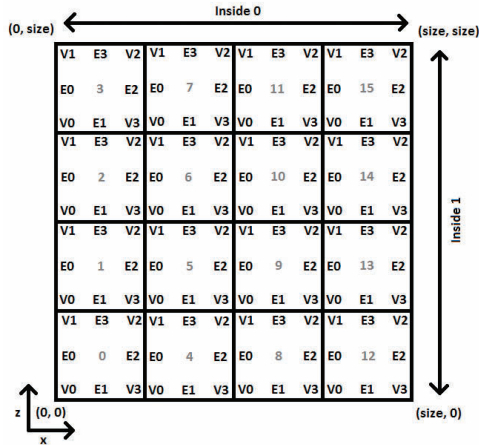 Inside 0
(0, size) (size, size)
V1 E3 V2 V1 E3 V2 V1 E3 V2 V1 E3 V2
E0 3 E2 E0 7 E2 E0 11 E2 E0 15 E2
V0 E1 V3 V0 E1 V3 V0 E1 V3 V0 E1 V3
V1 E3 V2 V1 E3 V2 V1 E3 V2 V1 E3 V2
E0 2 E2 E0 6 E2 E0 10 E2 E0 14 E2
V0 E1 V3 V0 E1 V3 V0 E1 V3 V0 E1 V3
Inside 1
V1 E3 V2 V1 E3 V2 V1 E3 V2 V1 E3 V2
E0 1 E2 E0 5 E2 E0 9 E2 E0 13 E2
V0 E1 V3 V0 E1 V3 V0 E1 V3 V0 E1 V3
V1 E3 V2 V1 E3 V2 V1 E3 V2 V1 E3 V2
E0 0 E2 E0 4 E2 E0 8 E2 E0 12 E2
V0 E1 V3 V0 E1 V3 V0 E1 V3 V0 E1 V3
z (0, 0) (size, 0)
x